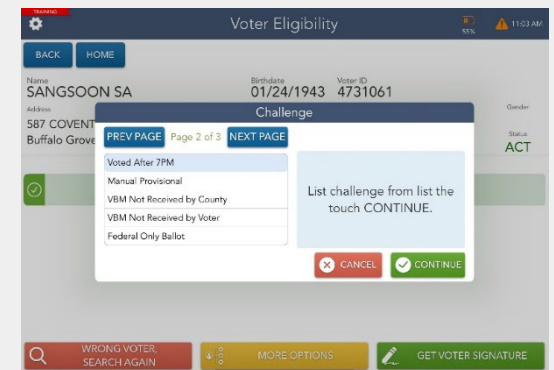 TRAINING
Voter Eligibility
55%
11:03 AM
BACK
HOME
Name
SANGSOON SA
Birthdate
01/24/1943
Voter ID
4731061
Address
587 COVENT
Buffalo Grove
Gender
Status
ACT
Challenge
PREV PAGE Page 2 of 3 NEXT PAGE
Voted After 7PM
Manual Provisional
VBM Not Received by County
VBM Not Received by Voter
Federal Only Ballot
List challenge from list the
touch CONTINUE.
CANCEL
CONTINUE
WRONG VOTER,
SEARCH AGAIN
MORE OPTIONS
GET VOTER SIGNATURE